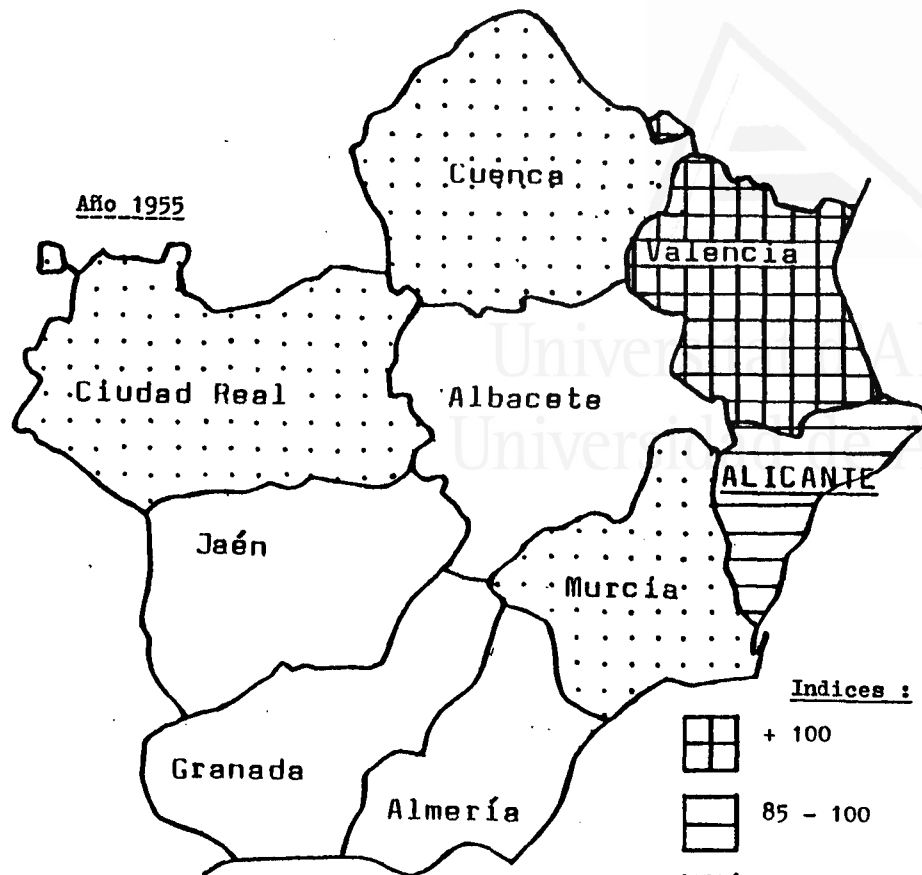 Cuenca
Año 1955
Valencia
Ciudad Real
Albacete
ALICANTE
Jaén
Murcia
Indices :
+ 100
Granada
Almería
85 - 100